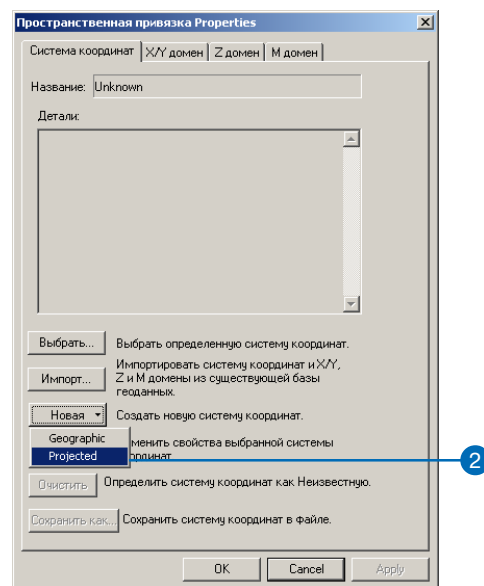 Пространственная привязка Properties
Система координат X/Y домен Z домен M домен
Название: Unknown
Детали:
Выбрать... Выбрать определенную систему координат.
Импорт... Импортировать систему координат и X/Y,
Z и M домены из существующей базы
геоданных.
Новая Создать новую систему координат.
Geographic
менить свойства выбранной системы
Projected
ординат.
2
Очистить Определить систему координат как Неизвестную.
Сохранить как... Сохранить систему координат в файле.
OK Cancel Apply